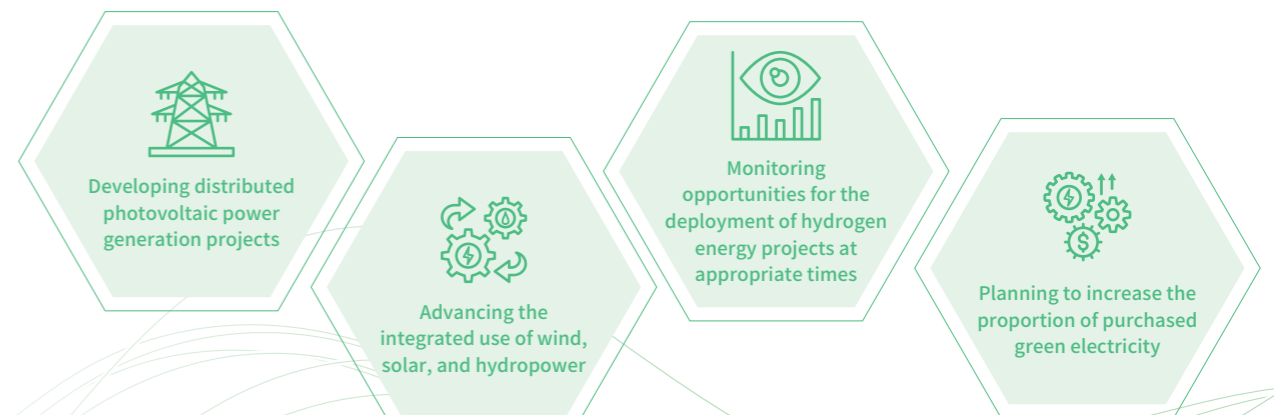 Developing distributed
photovoltaic power
generation projects
Advancing the
integrated use of wind,
solar, and hydropower
Monitoring
opportunities for the
deployment of hydrogen
energy projects at
appropriate times
Planning to increase the
proportion of purchased
green electricity